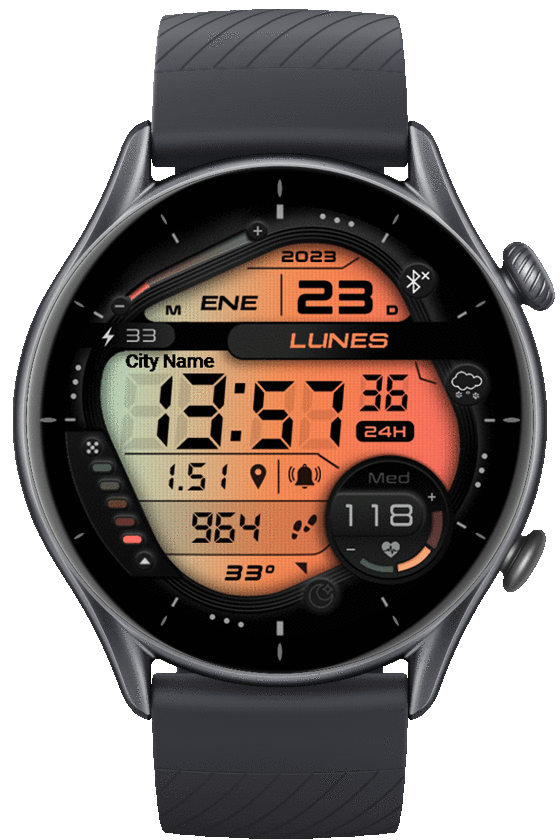 2023
M ENE 23 D
33 LUNES
City Name
13:57 36
24H
1.51
Med
964 118
33°